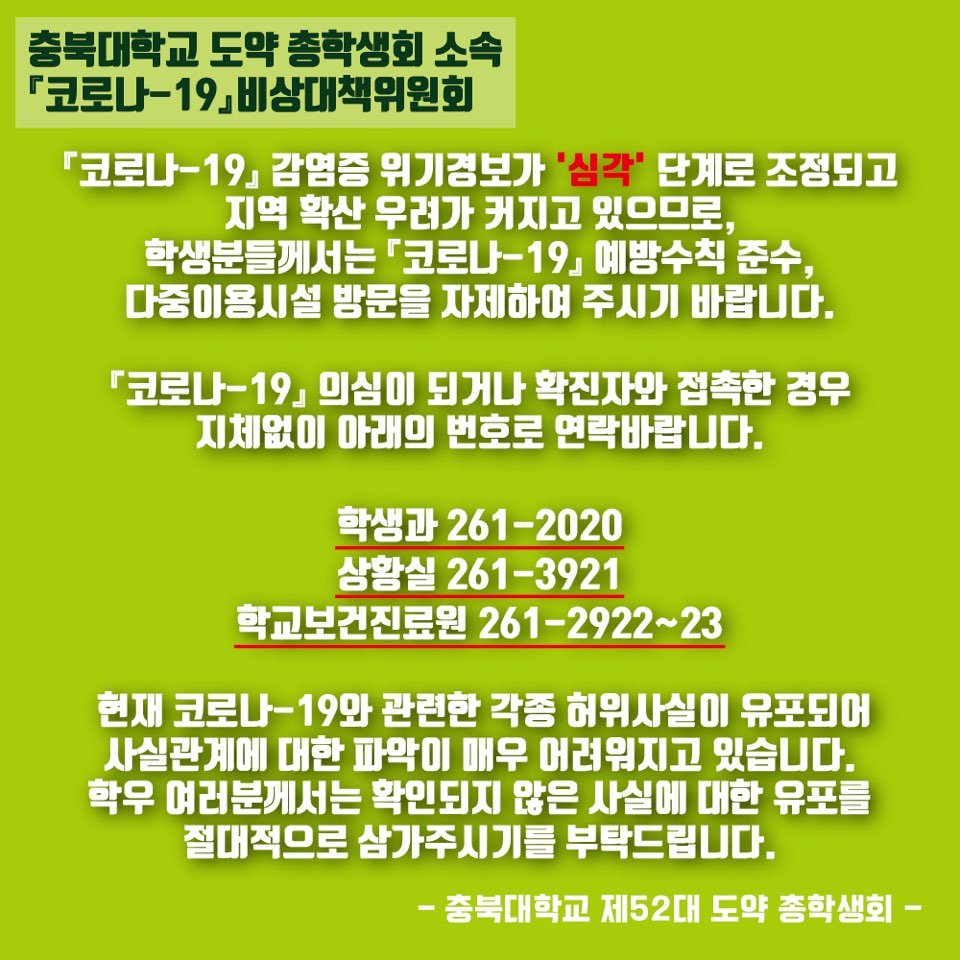 충북대학교 도약 총학생회 소속
『코로나-19』비상대책위원회
『코로나-19』 감염증 위기경보가 '심각' 단계로 조정되고
지역 확산 우려가 커지고 있으므로,
학생분들께서는 『코로나-19』 예방수칙 준수,
다중이용시설 방문을 자제하여 주시기 바랍니다.
『코로나-19』 의심이 되거나 확진자와 접촉한 경우
지체없이 아래의 번호로 연락바랍니다.
학생과 261-2020
상황실 261-3921
학교보건진료원 261-2922~23
현재 코로나-19와 관련한 각종 허위사실이 유포되어
사실관계에 대한 파악이 매우 어려워지고 있습니다.
학우 여러분께서는 확인되지 않은 사실에 대한 유포를
절대적으로 삼가주시기를 부탁드립니다.
- 충북대학교 제52대 도약 총학생회 -